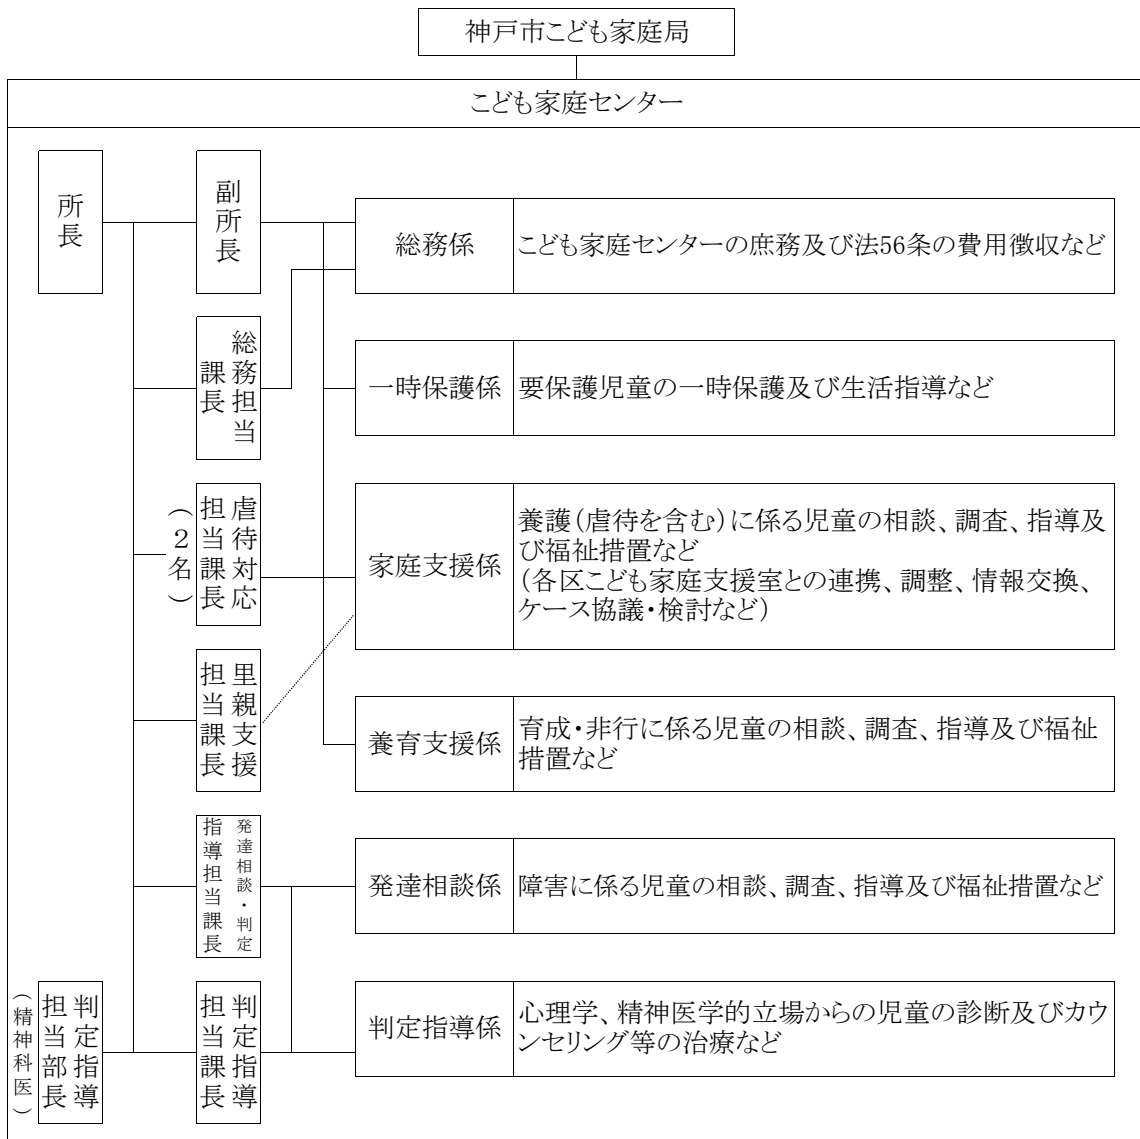 神戸市こども家庭局
こども家庭センター
所長
副所長
総務係
こども家庭センターの庶務及び法56条の費用徴収など
総務担当
課長
一時保護係
要保護児童の一時保護及び生活指導など
虐待対応
担当課長
(2名)
家庭支援係
養護(虐待を含む)に係る児童の相談、調査、指導及
び福祉措置など
(各区こども家庭支援室との連携、調整、情報交換、
ケース協議・検討など)
里親支援
担当課長
養育支援係
育成・非行に係る児童の相談、調査、指導及び福祉
措置など
発達相談・判定
指導担当課長
発達相談係
障害に係る児童の相談、調査、指導及び福祉措置など
判定指導
担当部長
(精神科医)
判定指導
担当課長
判定指導係
心理学、精神医学的立場からの児童の診断及びカウ
ンセリング等の治療など